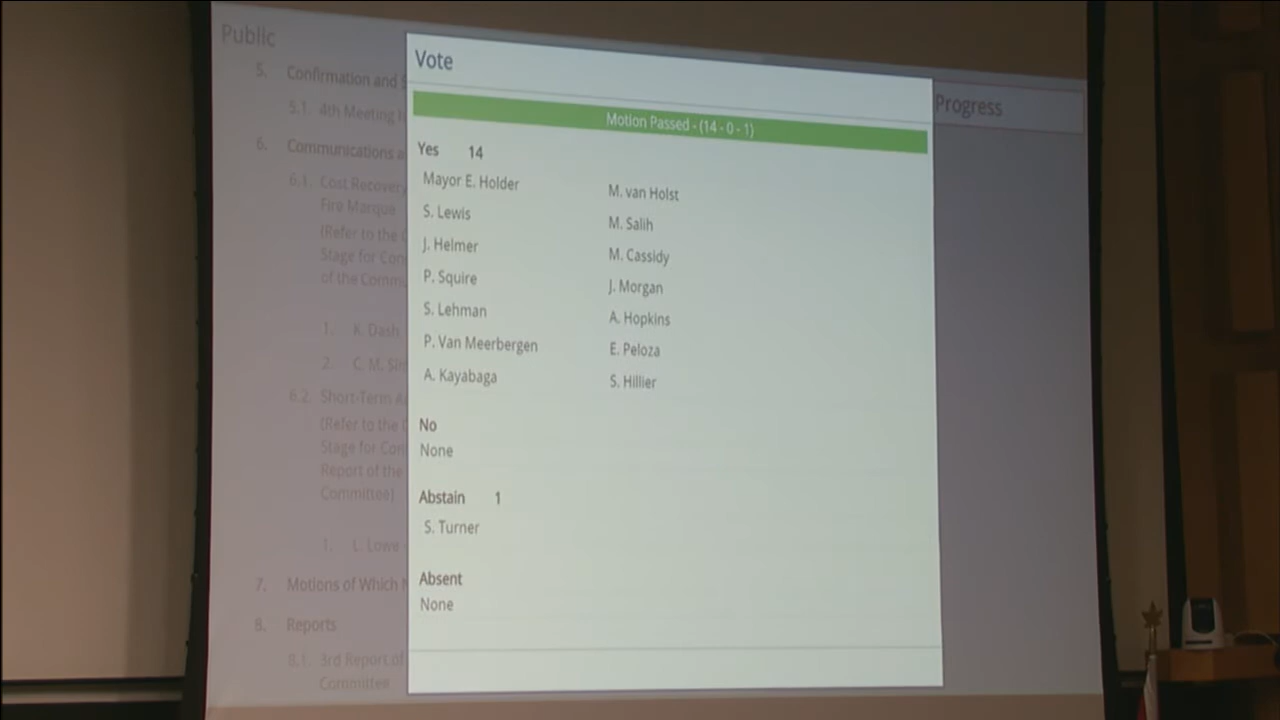 Public
5. Confirmation and
5.1. 4th Meeting
6. Communications
6.1. Cost Recovery
Fire Marque
(Refer to the
Stage for
of the
1. K. Dash
2. C. M.
6.2. Short-Term
(Refer to the
Stage for
Report of the
Committee)
1. L. Lowe
7. Motions of Which
8. Reports
8.1. 3rd Report of
Committee
Vote
Motion Passed - (14 - 0 - 1)
Yes 14
Mayor E. Holder M. van Holst
S. Lewis M. Salih
J. Helmer M. Cassidy
P. Squire J. Morgan
S. Lehman A. Hopkins
P. Van Meerbergen E. Peloza
A. Kayabaga S. Hillier
No
None
Abstain 1
S. Turner
Absent
None
Progress